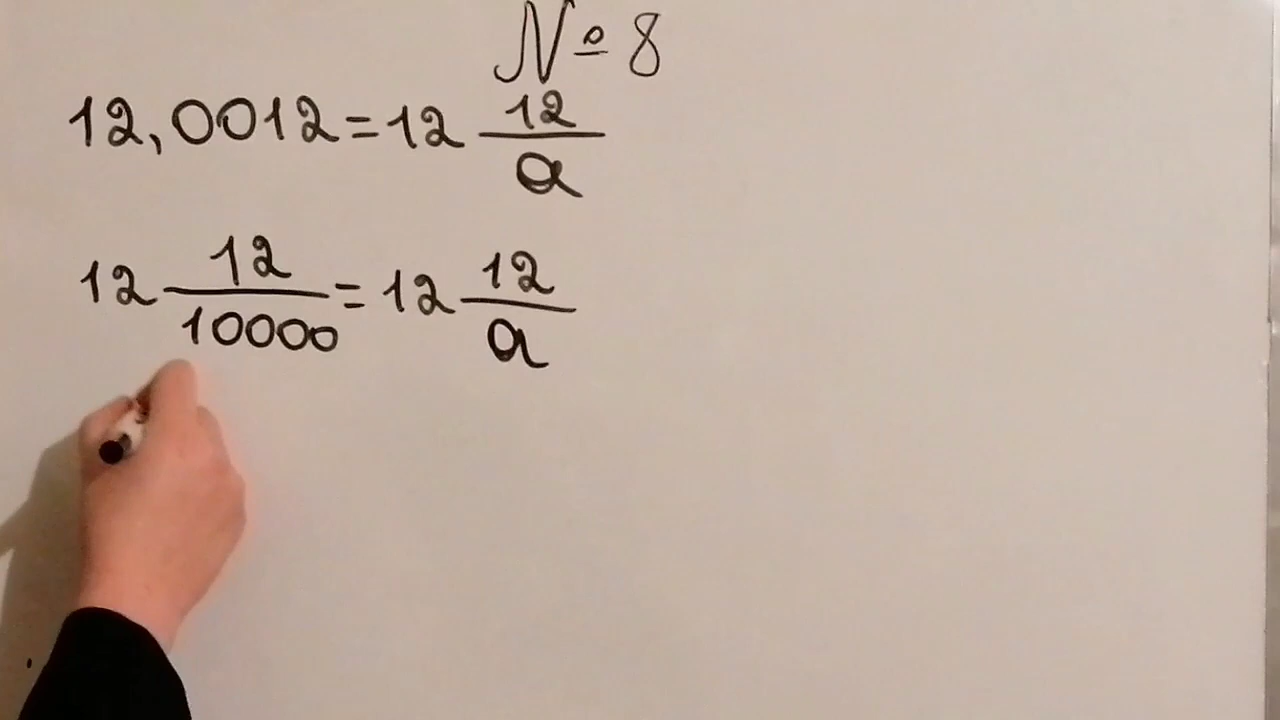 № 8
12,0012 = 12 12/a
12 12/10000 = 12 12/a